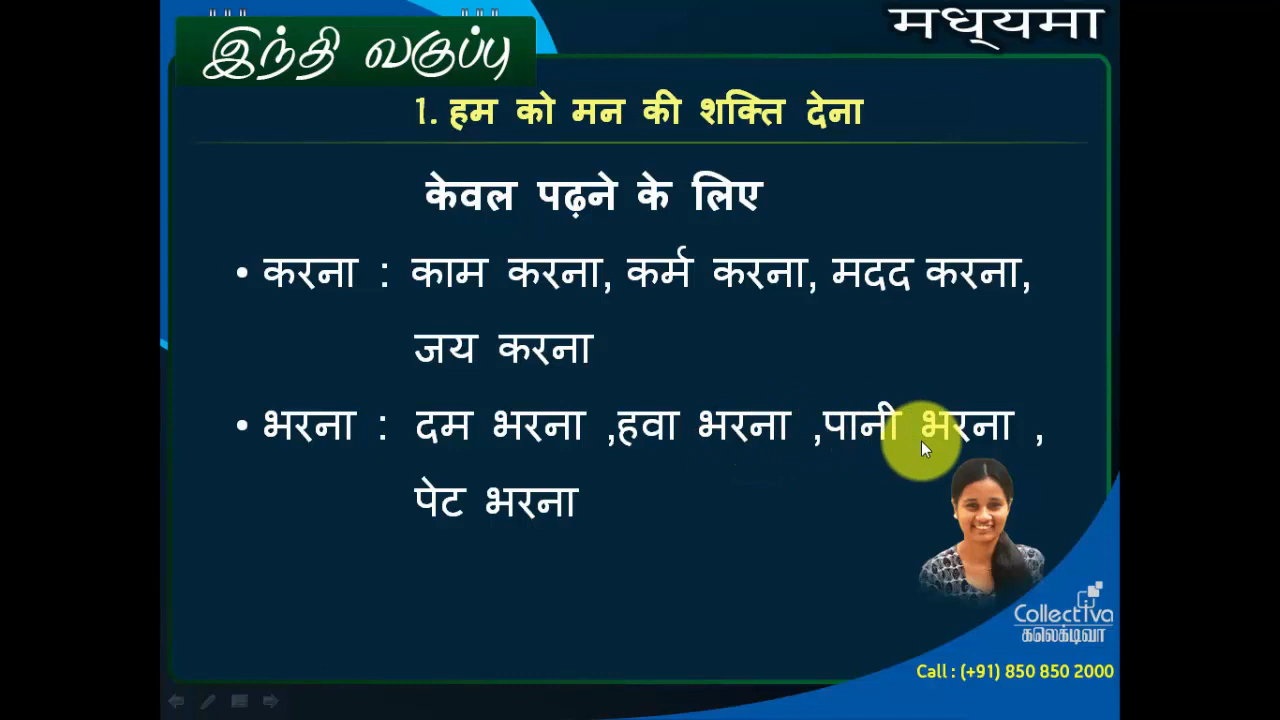 இந்தி வகுப்பு
मध्यमा
1. हम को मन की शक्ति देना
केवल पढ़ने के लिए
• करना : काम करना, कर्म करना, मदद करना,
जय करना
• भरना : दम भरना ,हवा भरना ,पानी भरना ,
पेट भरना
Collectiva
கலெக்டிவா
Call : (+91) 850 850 2000